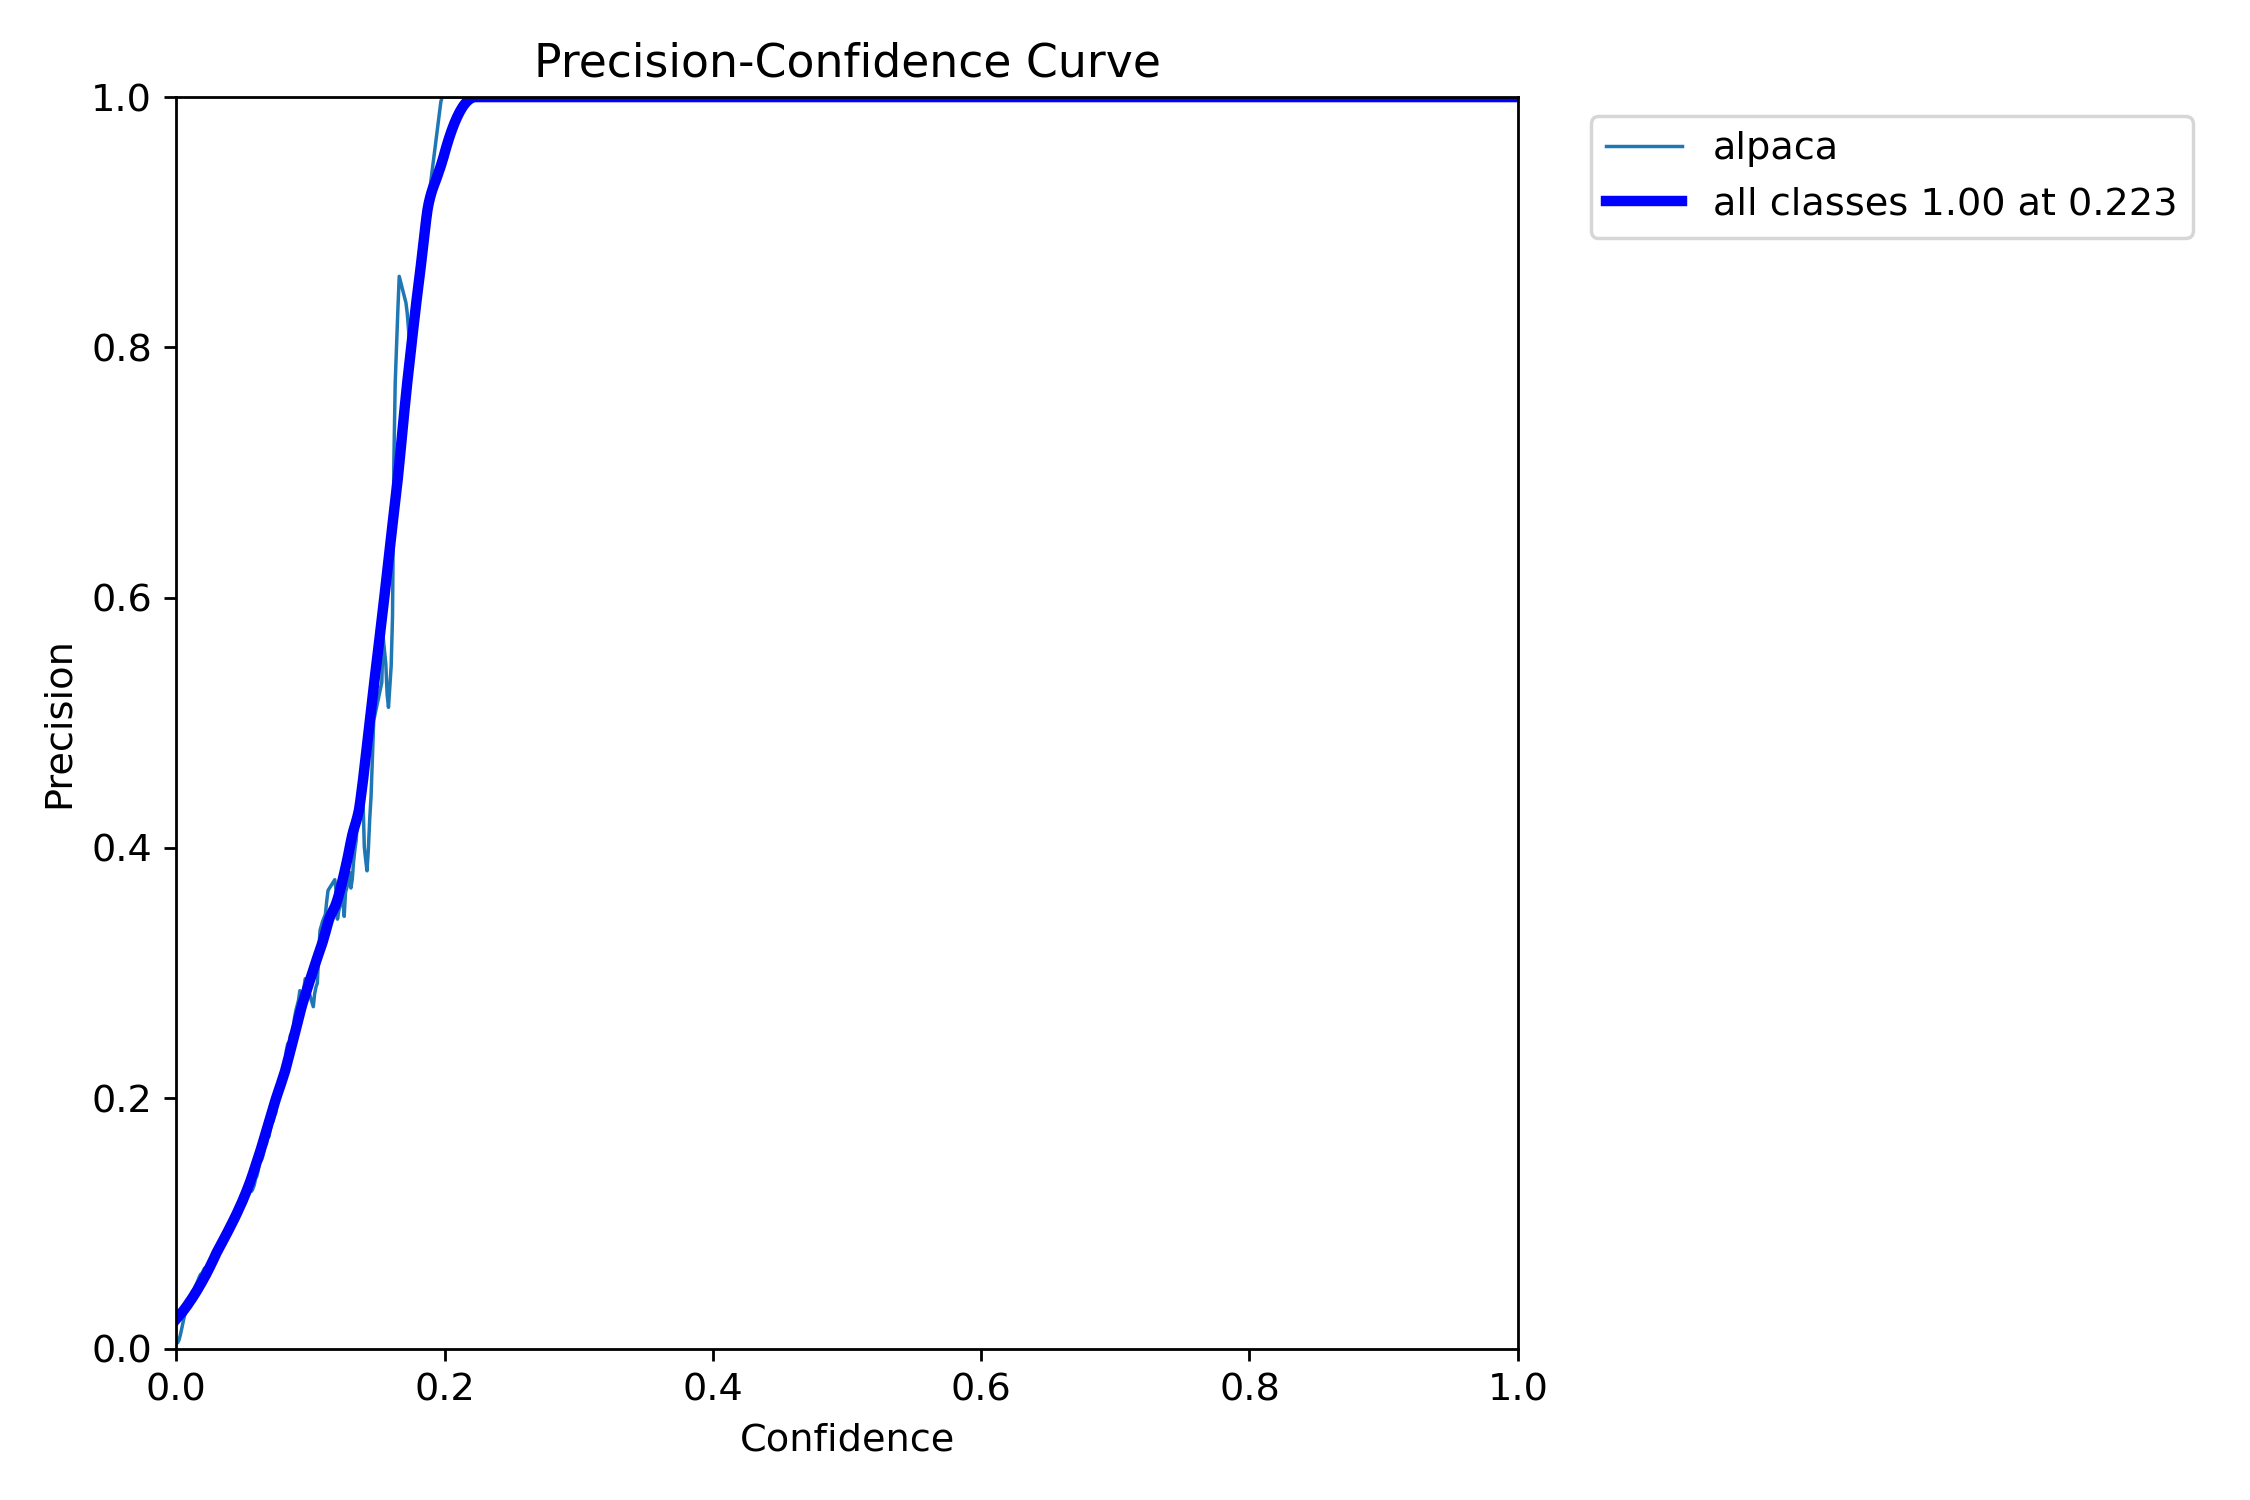 Precision-Confidence Curve
1.0
0.8
0.6
0.4
0.2
0.0
Precision
0.0 0.2 0.4 0.6 0.8 1.0
Confidence
alpaca
all classes 1.00 at 0.223